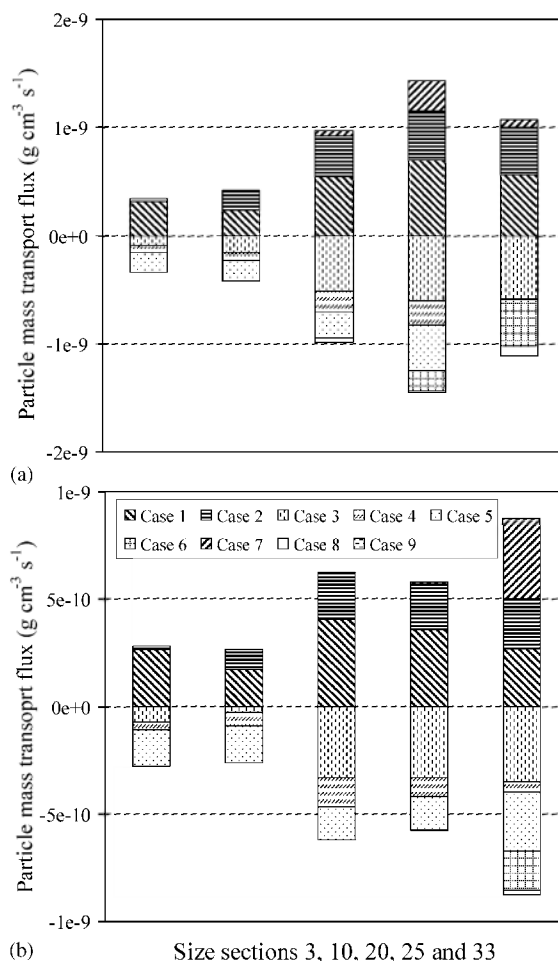 2e-9
1e-9
0e+0
-1e-9
-2e-9
Particle mass transport flux (g cm-3 s-1)
(a)
1e-9
5e-10
0e+0
-5e-10
-1e-9
Particle mass transoprt flux (g cm-3 s-1)
Case 1 Case 2 Case 3 Case 4 Case 5
Case 6 Case 7 Case 8 Case 9
(b)
Size sections 3, 10, 20, 25 and 33